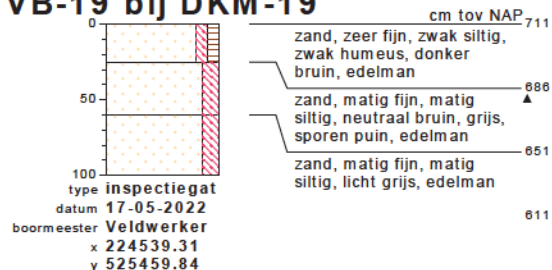 VB-19 bij DKM-19
cm tov NAP
0
711
zand, zeer fijn, zwak siltig,
zwak humeus, donker
bruin, edelman
686
50
zand, matig fijn, matig
siltig, neutraal bruin, grijs,
sporen puin, edelman
651
zand, matig fijn, matig
siltig, licht grijs, edelman
100
611
type inspectiegat
datum 17-05-2022
boormeester Veldwerker
x 224539.31
y 525459.84